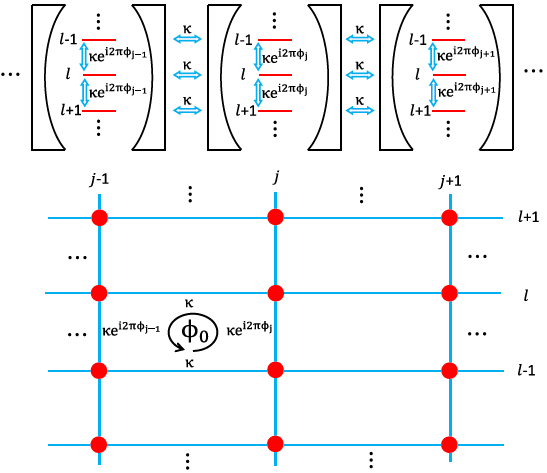 ⋮ ⋮ ⋮
l-1 κ l-1 κ l-1
κe^{i2πϕ_{j-1}} κe^{i2πϕ_j} κe^{i2πϕ_{j+1}}
... l κ l κ l ...
κe^{i2πϕ_{j-1}} κe^{i2πϕ_j} κe^{i2πϕ_{j+1}}
l+1 κ l+1 κ l+1
⋮ ⋮ ⋮
j-1 j j+1
⋮ ⋮
l+1
... ...
l
κ
... κe^{i2πϕ_{j-1}} ϕ_0 κe^{i2πϕ_j} ...
κ
l-1
⋮ ⋮